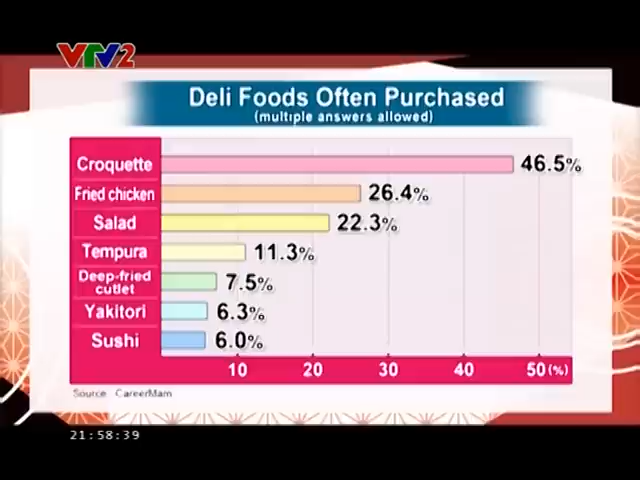 VTV2
Deli Foods Often Purchased
(multiple answers allowed)
Croquette 46.5%
Fried chicken 26.4%
Salad 22.3%
Tempura 11.3%
Deep-fried
cutlet 7.5%
Yakitori 6.3%
Sushi 6.0%
10 20 30 40 50 (%)
Source CareerMam
21:58:39